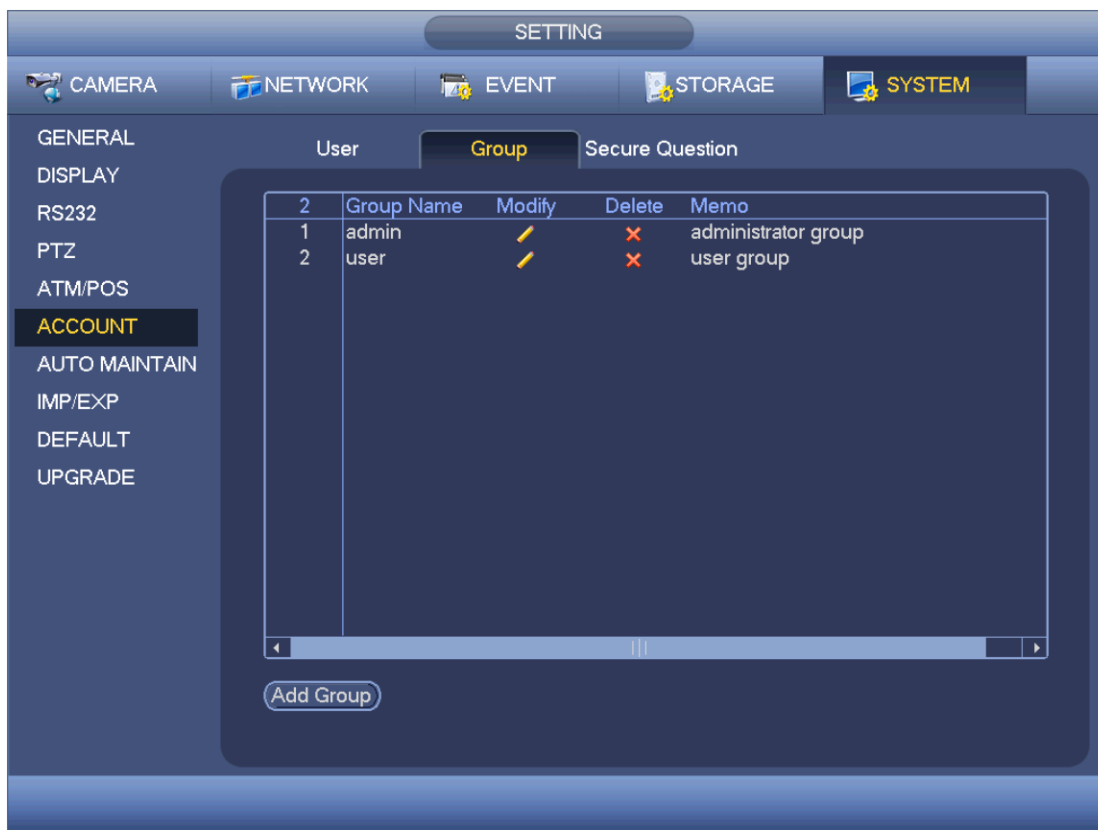 SETTING
CAMERA NETWORK EVENT STORAGE SYSTEM
GENERAL
DISPLAY
RS232
PTZ
ATM/POS
ACCOUNT
AUTO MAINTAIN
IMP/EXP
DEFAULT
UPGRADE
User Group Secure Question
2 Group Name Modify Delete Memo
1 admin administrator group
2 user user group
Add Group